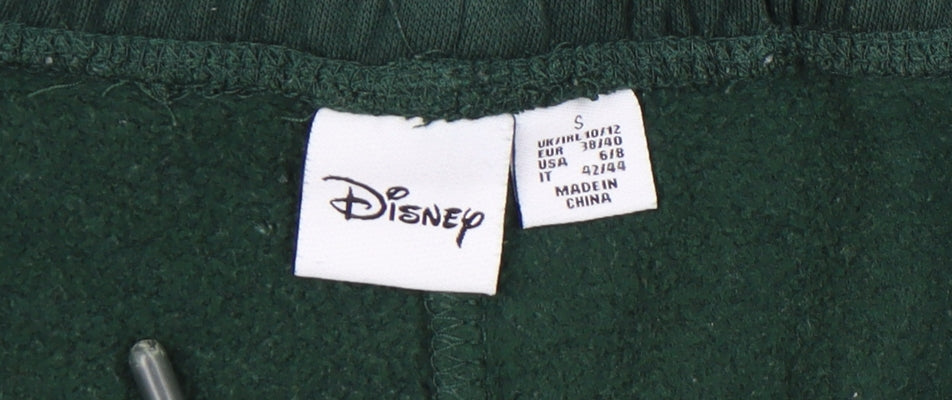 Disney
S
UK/IRL 10/12
EUR 38/40
USA 6/8
IT 42/44
MADE IN
CHINA